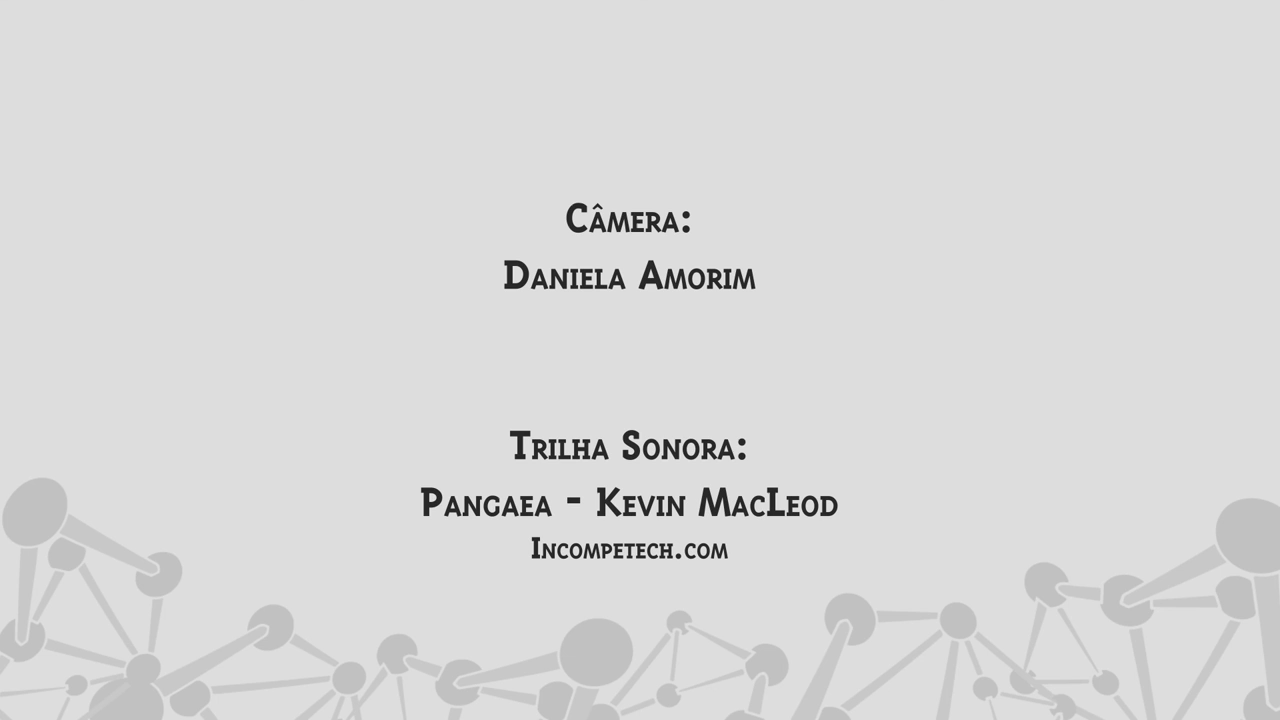 Câmera:
Daniela Amorim
Trilha Sonora:
Pangaea - Kevin MacLeod
Incompetech.com